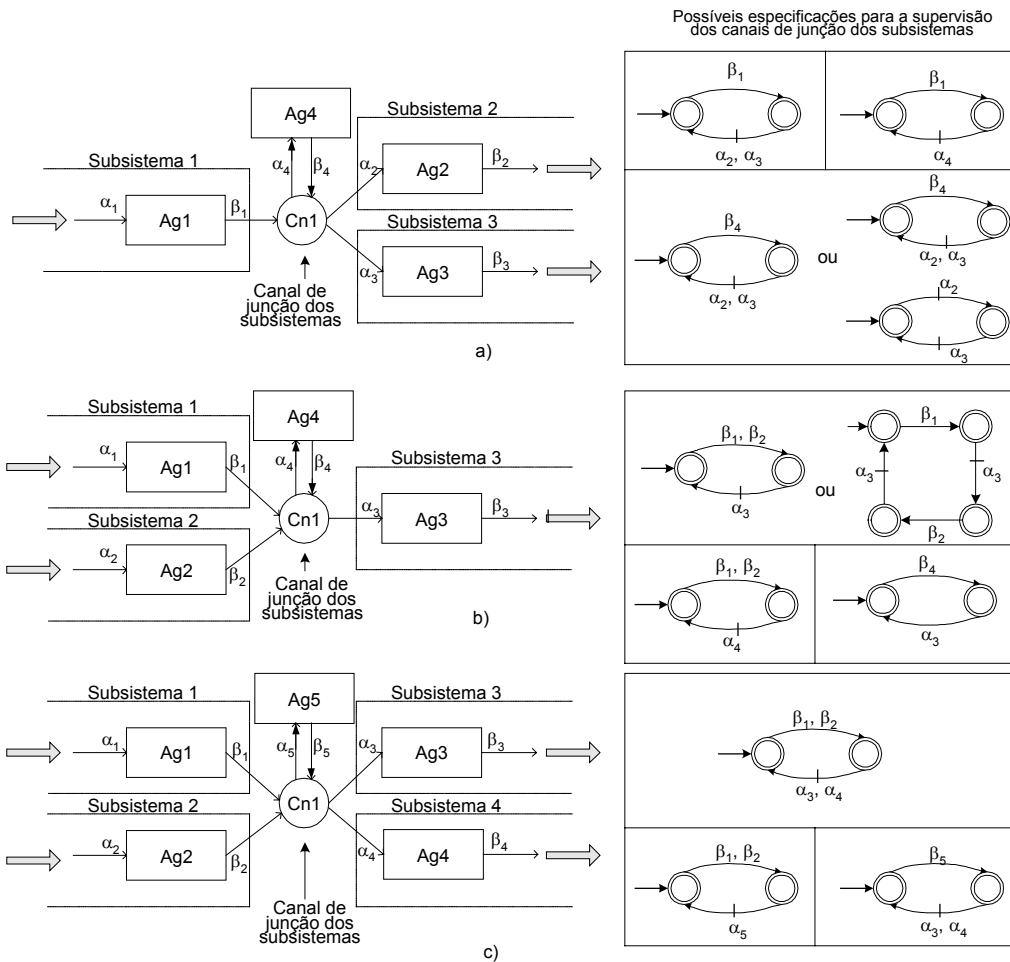 Possíveis especificações para a supervisão
dos canais de junção dos subsistemas
Subsistema 1
α1
Ag1
β1
Ag4
α4
β4
Cn1
Canal de
junção dos
subsistemas
Subsistema 2
α2
Ag2
β2
Subsistema 3
α3
Ag3
β3
a)
β1
α2, α3
β1
α4
β4
α2, α3
ou
β4
α2, α3
α2
α3
Subsistema 1
α1
Ag1
β1
Subsistema 2
α2
Ag2
β2
Ag4
α4
β4
Cn1
Canal de
junção dos
subsistemas
Subsistema 3
α3
Ag3
β3
b)
β1, β2
α3
ou
β1
α3
α3
β2
β1, β2
α4
β4
α3
Subsistema 1
α1
Ag1
β1
Subsistema 2
α2
Ag2
β2
Ag5
α5
β5
Cn1
Canal de
junção dos
subsistemas
Subsistema 3
α3
Ag3
β3
Subsistema 4
α4
Ag4
β4
c)
β1, β2
α3, α4
β1, β2
α5
β5
α3, α4